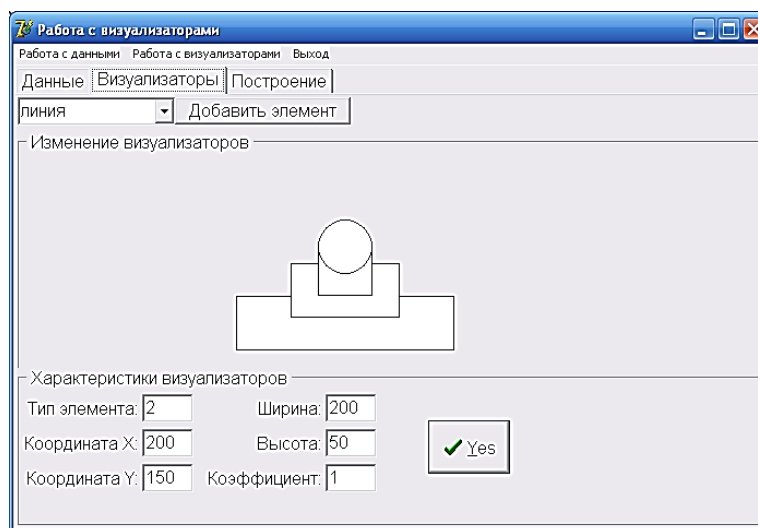 Работа с визуализаторами
Работа с данными Работа с визуализаторами Выход
Данные Визуализаторы Построение
линия Добавить элемент
Изменение визуализаторов
Характеристики визуализаторов
Тип элемента: 2 Ширина: 200
Координата X: 200 Высота: 50
Yes
Координата Y: 150 Коэффициент: 1